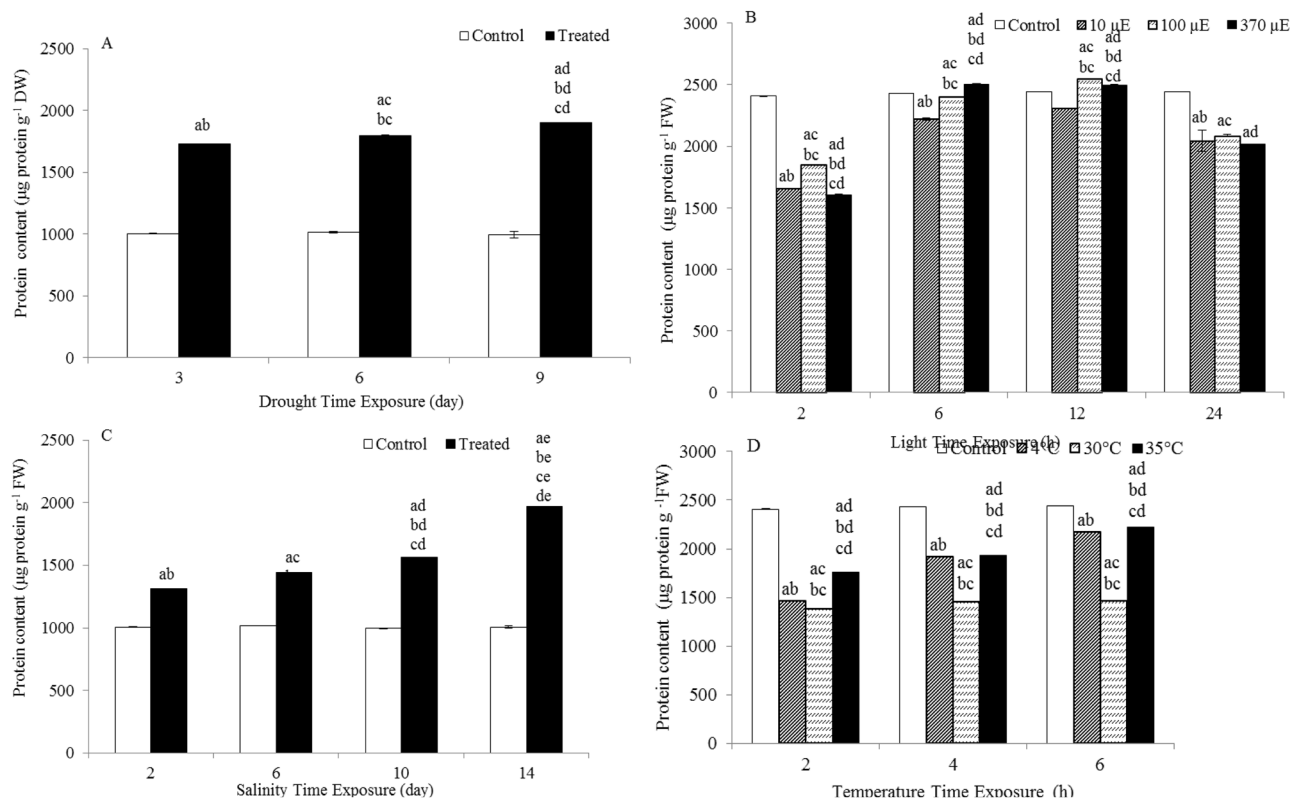 A
Control Treated
2500
2000
1500
1000
500
0
Protein content (µg protein g-1 DW)
ab
ac
bc
ad
bd
cd
3 6 9
Drought Time Exposure (day)
B
Control 10 µE 100 µE 370 µE
3000
2500
2000
1500
1000
500
0
Protein content (µg protein g-1 FW)
ab
ac
bc
ad
bd
cd
ab
ac
bc
ad
bd
cd
ac
bc
ad
bd
cd
ab
ac
ad
2 6 12 24
Light Time Exposure (h)
C
Control Treated
2500
2000
1500
1000
500
0
Protein content (µg protein g-1 FW)
ab
ac
ad
bd
cd
ae
be
ce
de
2 6 10 14
Salinity Time Exposure (day)
D
Control 4°C 30°C 35°C
3000
2500
2000
1500
1000
500
0
Protein content (µg protein g -1FW)
ab
ac
bc
ad
bd
cd
ab
ac
bc
ad
bd
cd
ab
ac
bc
ad
bd
cd
2 4 6
Temperature Time Exposure (h)